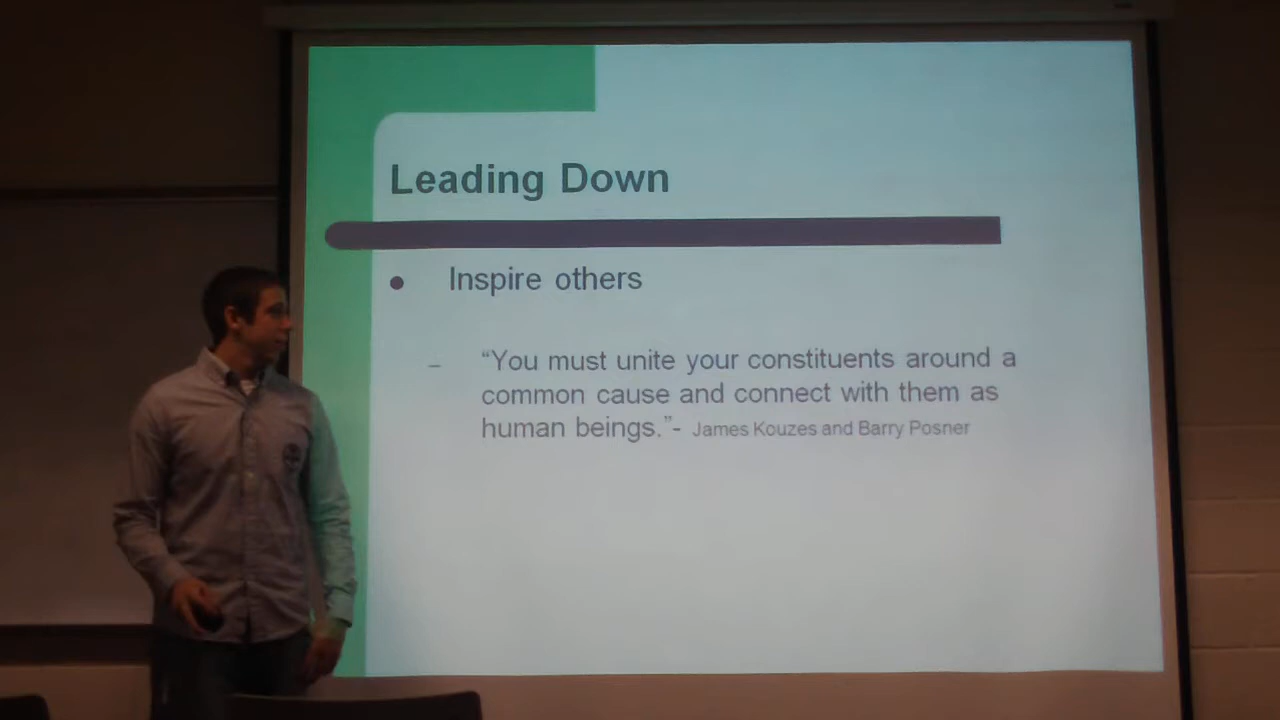 Leading Down
Inspire others
– “You must unite your constituents around a
common cause and connect with them as
human beings.”- James Kouzes and Barry Posner